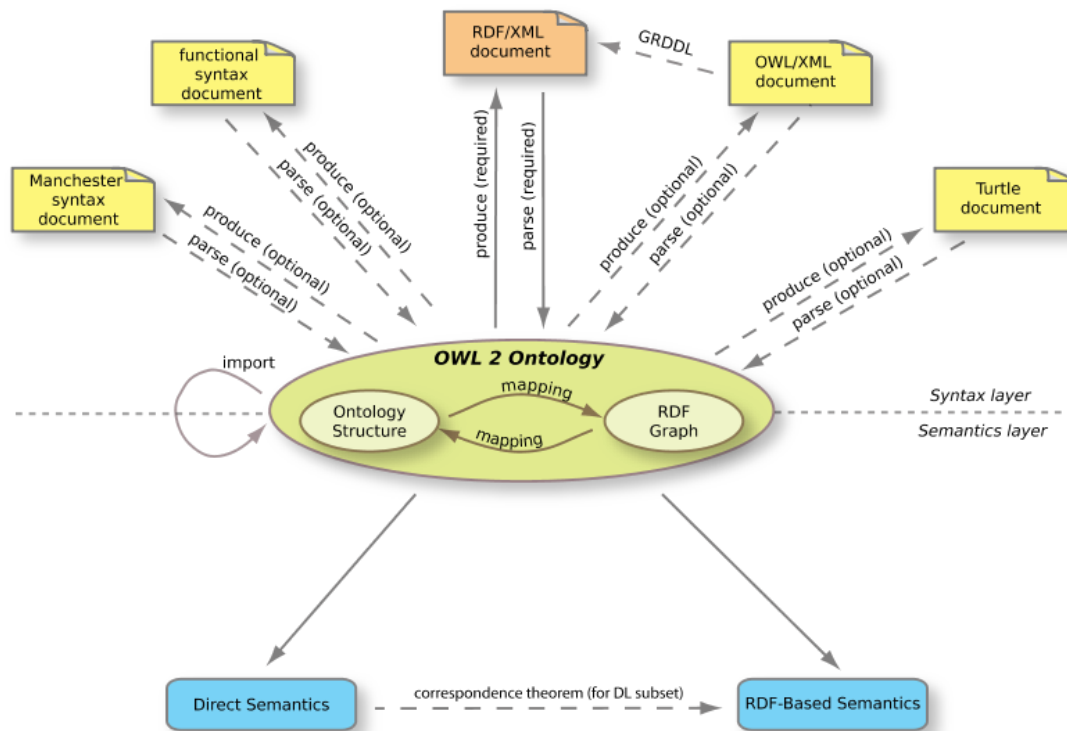 RDF/XML
document
GRDDL
functional
syntax
document
OWL/XML
document
Manchester
syntax
document
Turtle
document
produce (optional)
parse (optional)
produce (optional)
parse (optional)
produce (required)
parse (required)
produce (optional)
parse (optional)
produce (optional)
parse (optional)
OWL 2 Ontology
import
mapping
Ontology
Structure
RDF
Graph
mapping
Syntax layer
Semantics layer
Direct Semantics
correspondence theorem (for DL subset)
RDF-Based Semantics